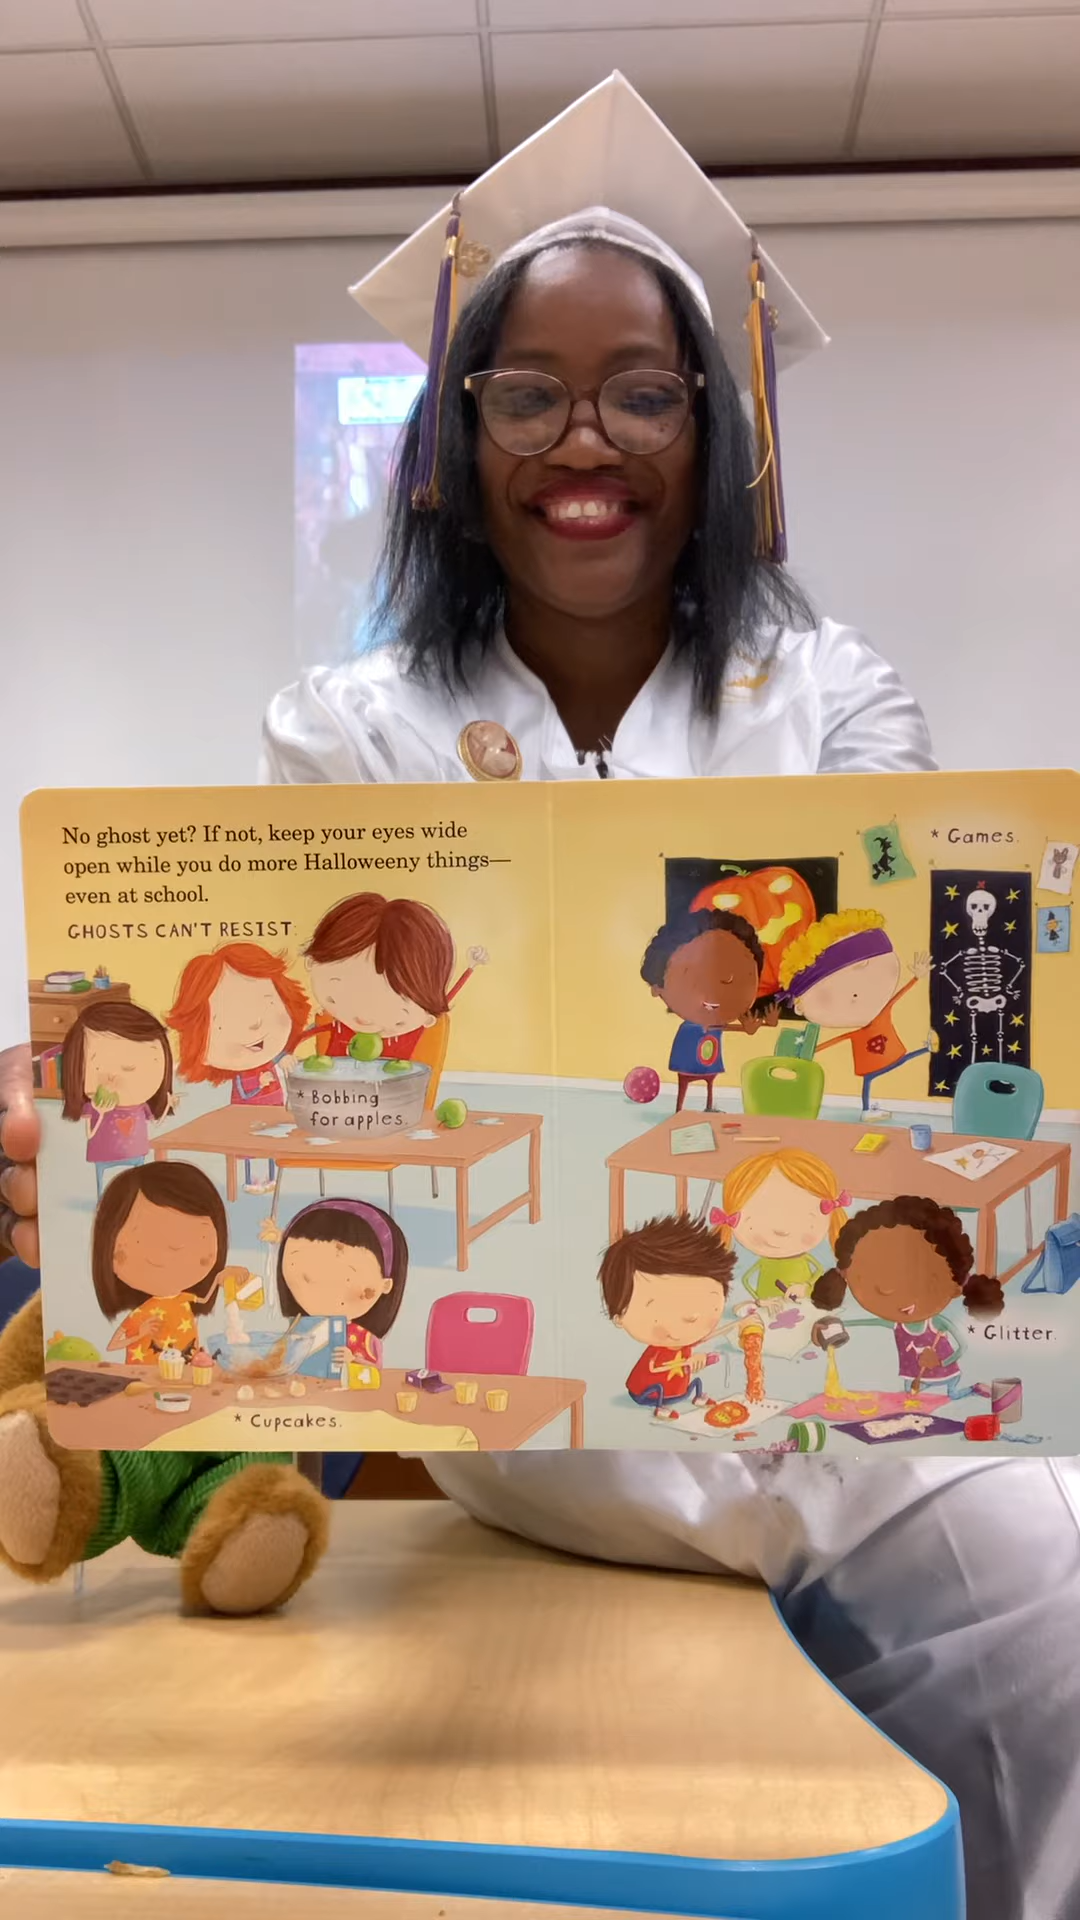 No ghost yet? If not, keep your eyes wide
open while you do more Halloweeny things—
even at school.
GHOSTS CAN'T RESIST:
* Bobbing
for apples.
* Cupcakes.
* Games.
* Glitter.